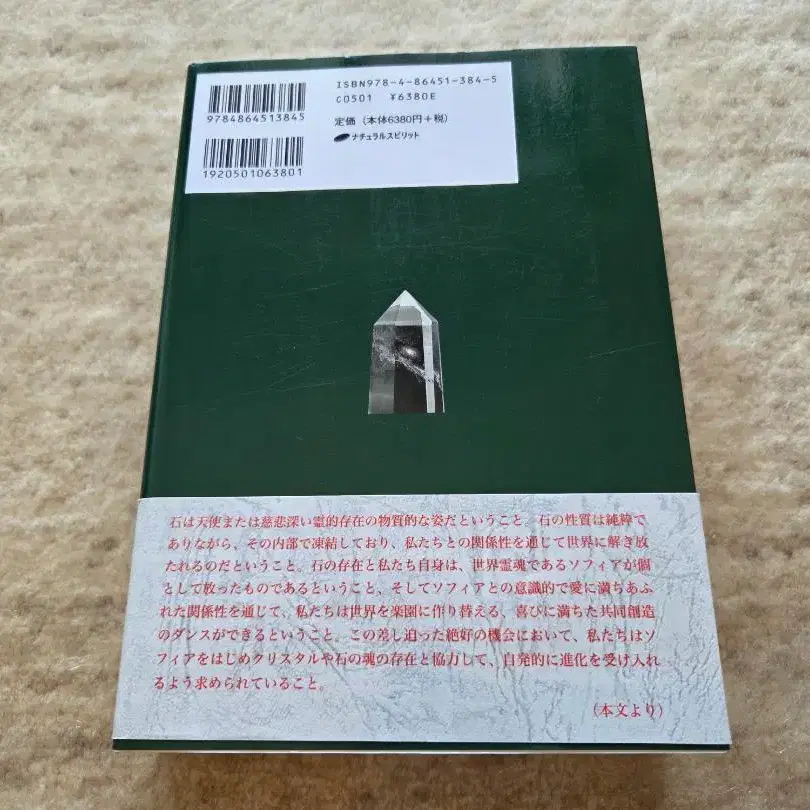 ISBN978-4-86451-384-5
C0501 ¥6380E
定価（本体6380円＋税）
ナチュラルスピリット
9784864513845
1920501063801
石は天使または慈悲深い霊的存在の物質的な姿だということ。石の性質は純粋で
ありながら、その内部で凍結しており、私たちとの関係性を通じて世界に解き放
たれるのだということ。石の存在と私たち自身は、世界霊魂であるソフィアが個
として放ったものであるということ、そしてソフィアとの意識的で愛に満ちあふ
れた関係性を通じて、私たちは世界を楽園に作り替える、喜びに満ちた共同創造
のダンスができるということ。この差し迫った絶好の機会において、私たちはソ
フィアをはじめクリスタルや石の魂の存在と協力して、自発的に進化を受け入れ
るよう求められていること。
（本文より）